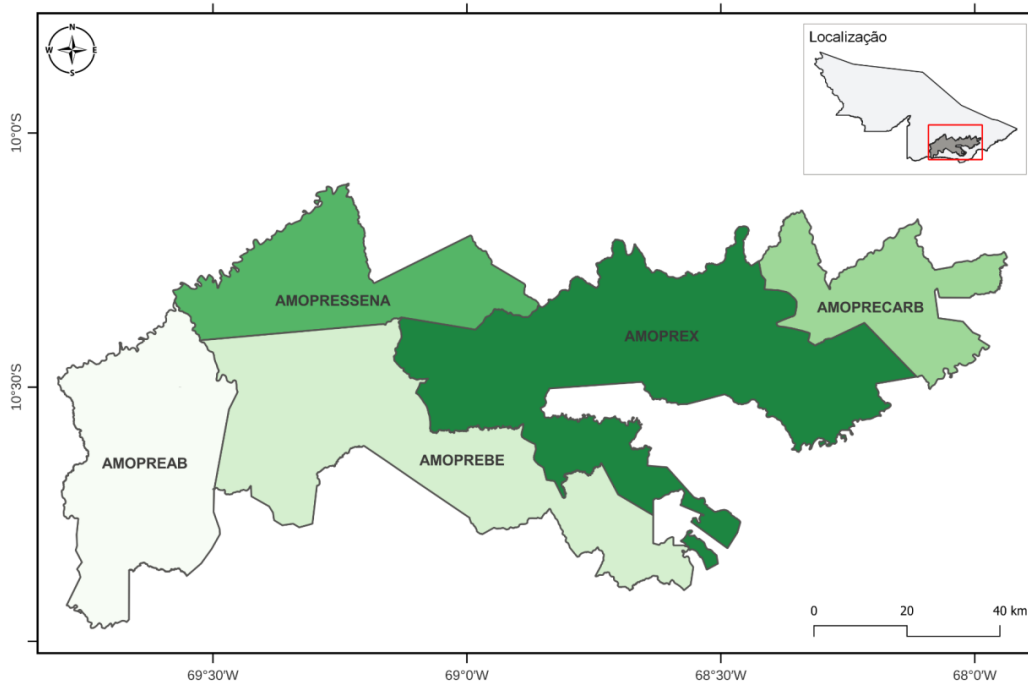 N
W E
S
Localização
10°0'S
10°30'S
AMOPRESSENA
AMOPREX
AMOPRECARB
AMOPREAB
AMOPREBE
0 20 40 km
69°30'W 69°0'W 68°30'W 68°0'W